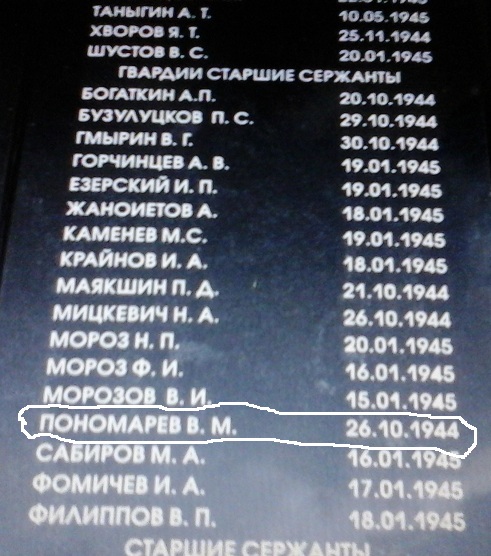 ТАНЫГИН А. Т. 10.05.1945
ХВОРОВ Я. Т. 25.11.1944
ШУСТОВ В. С. 20.01.1945
ГВАРДИИ СТАРШИЕ СЕРЖАНТЫ
БОГАТКИН А.П. 20.10.1944
БУЗУЛУЦКОВ П. С. 29.10.1944
ГМЫРИН В. Г. 30.10.1944
ГОРЧИНЦЕВ А. В. 19.01.1945
ЕЗЕРСКИЙ И. П. 19.01.1945
ЖАНОИЕТОВ А. 18.01.1945
КАМЕНЕВ М.С. 19.01.1945
КРАЙНОВ И. А. 18.01.1945
МАЯКШИН П. Д. 21.10.1944
МИЦКЕВИЧ Н. А. 26.10.1944
МОРОЗ Н. П. 20.01.1945
МОРОЗ Ф. И. 16.01.1945
МОРОЗОВ В. И. 15.01.1945
ПОНОМАРЕВ В. М. 26.10.1944
САБИРОВ М. А. 16.01.1945
ФОМИЧЕВ И. А. 17.01.1945
ФИЛИППОВ В. П. 18.01.1945
СТАРШИЕ СЕРЖАНТЫ